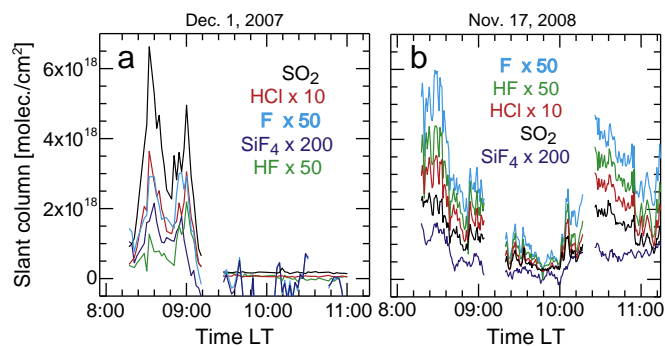 Dec. 1, 2007
Nov. 17, 2008
Slant column [molec./cm²]
6x10¹⁸
4x10¹⁸
2x10¹⁸
0
a
SO₂
HCl x 10
F x 50
SiF₄ x 200
HF x 50
8:00 09:00 10:00 11:00
Time LT
b
F x 50
HF x 50
HCl x 10
SO₂
SiF₄ x 200
8:00 09:00 10:00 11:00
Time LT